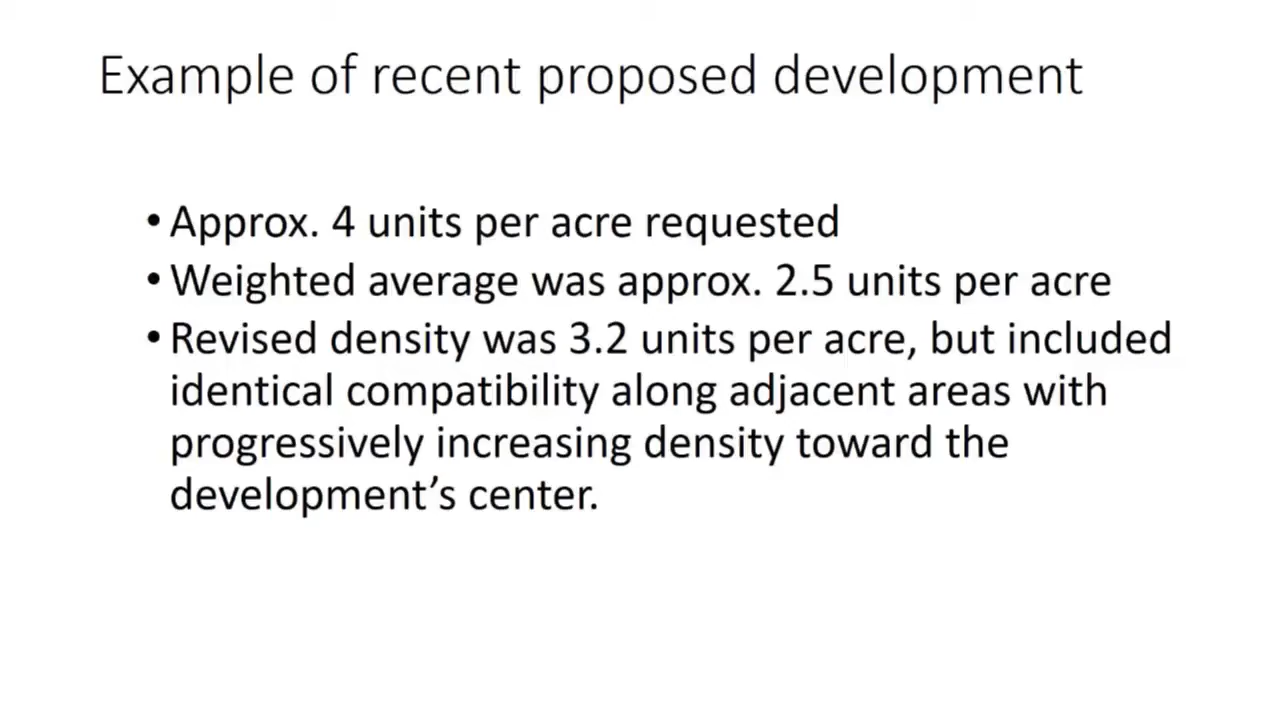 Example of recent proposed development
• Approx. 4 units per acre requested
• Weighted average was approx. 2.5 units per acre
• Revised density was 3.2 units per acre, but included
identical compatibility along adjacent areas with
progressively increasing density toward the
development’s center.